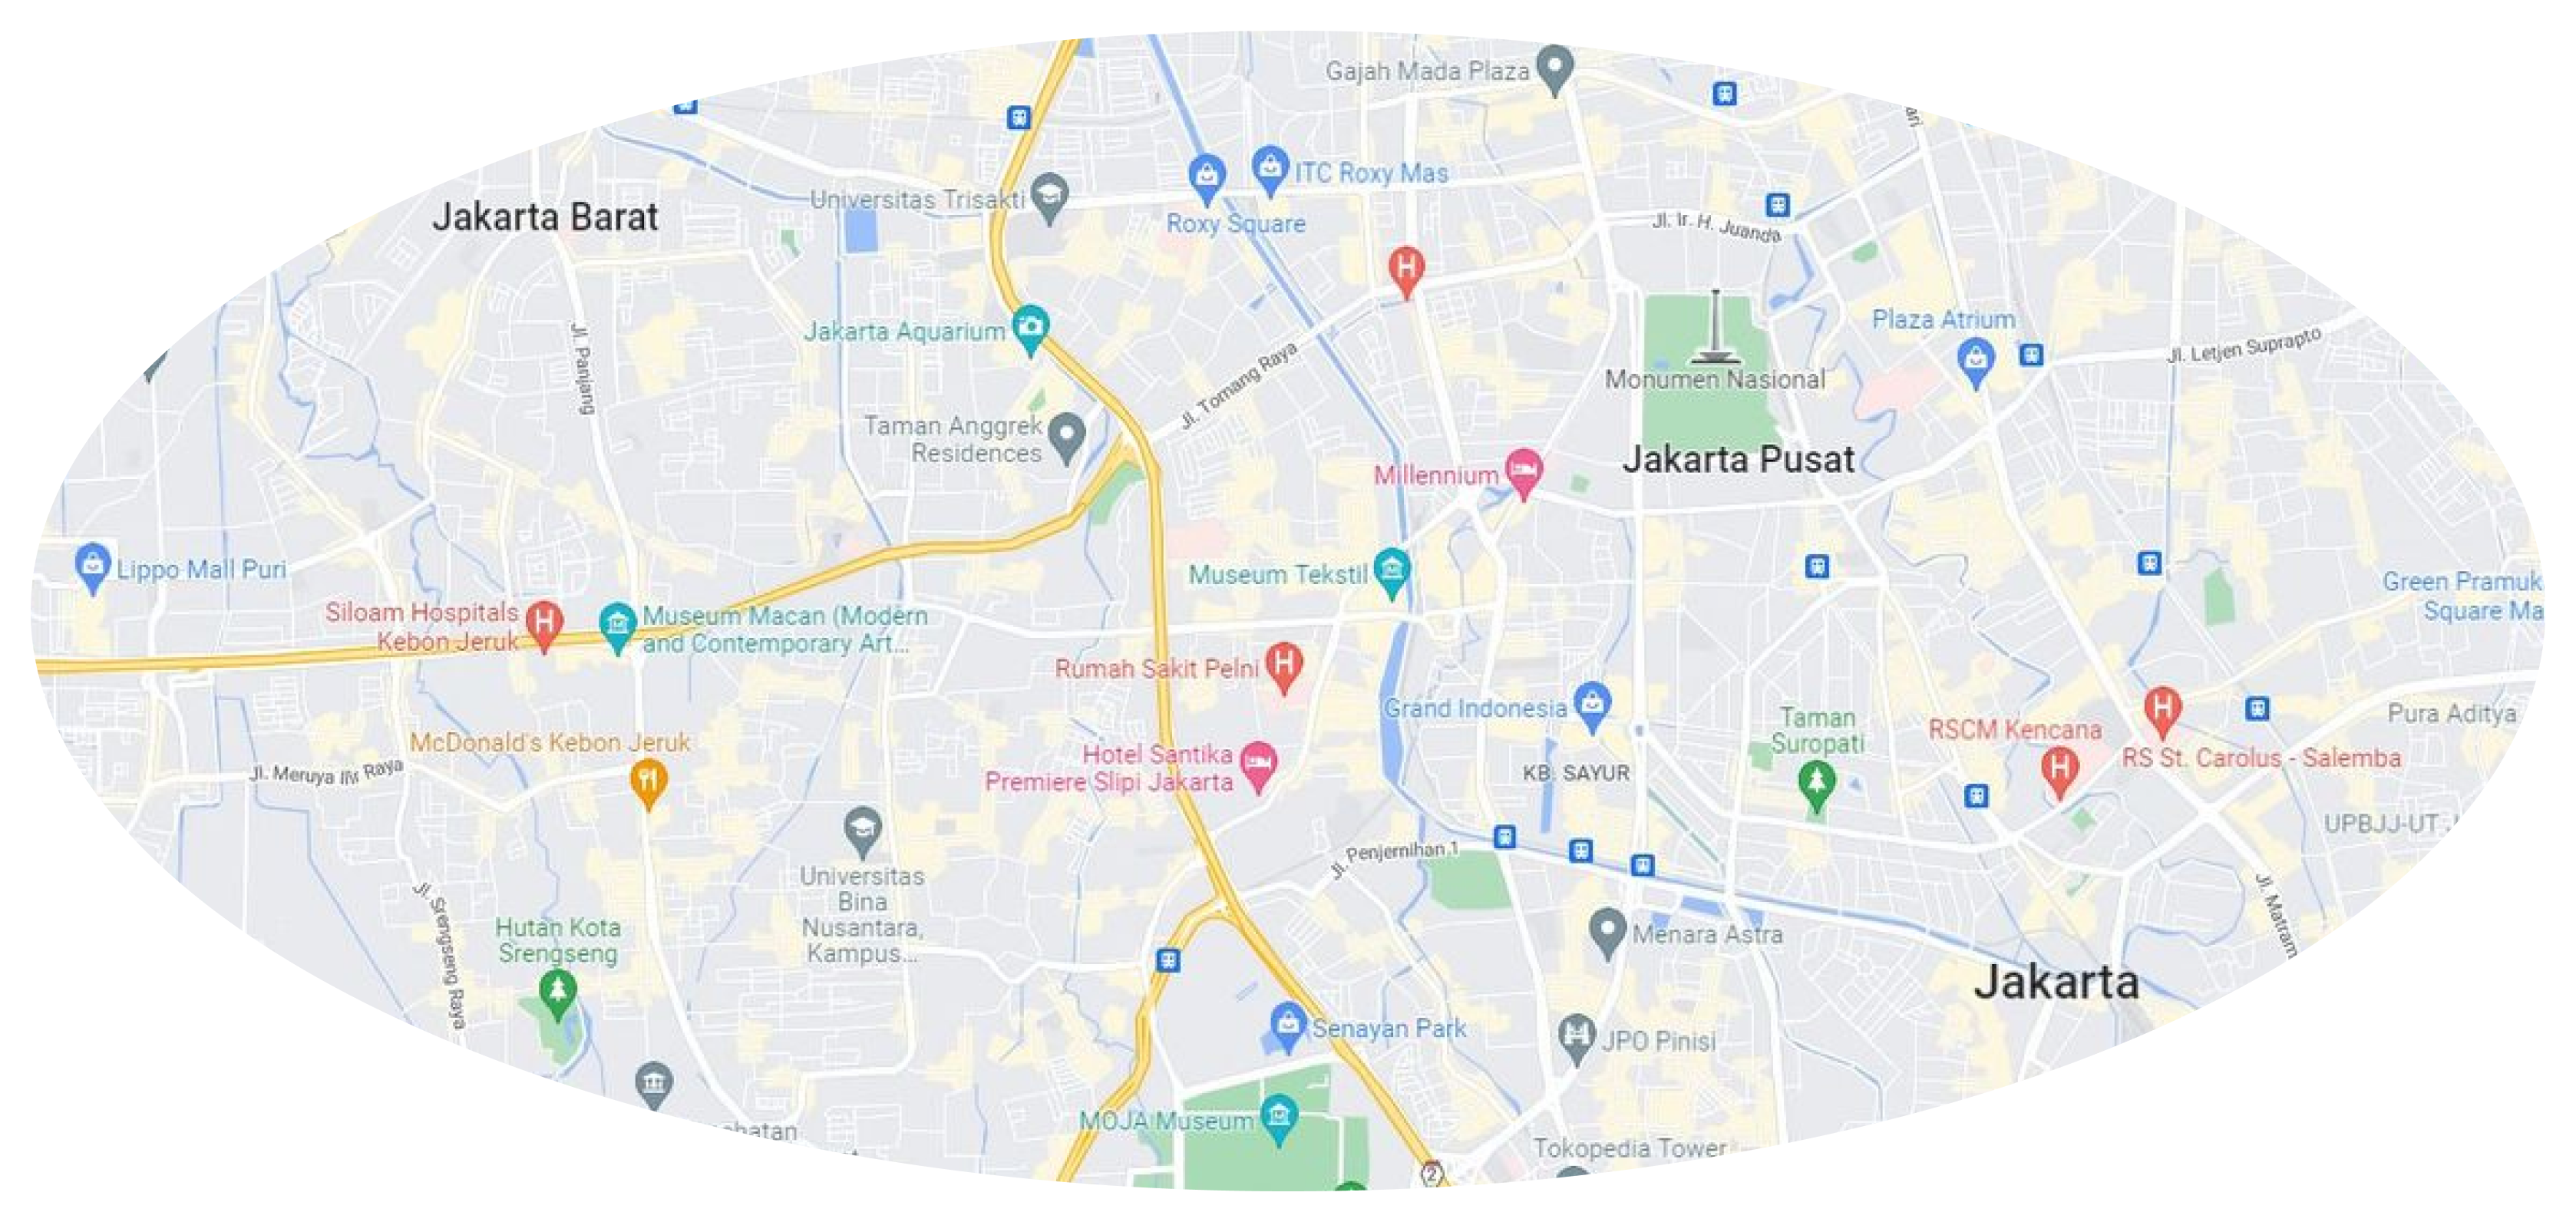 Gajah Mada Plaza
ITC Roxy Mas
Universitas Trisakti
Roxy Square
Jakarta Barat
Jl. Ir. H. Juanda
H
Jakarta Aquarium
Jl. Panjang
Jl. Tomang Raya
Plaza Atrium
Jl. Letjen Suprapto
Monumen Nasional
Taman Anggrek
Residences
Jakarta Pusat
Millennium
Lippo Mall Puri
Museum Tekstil
Green Pramuk
Square Ma
Siloam Hospitals
Kebon Jeruk
H
Museum Macan (Modern
and Contemporary Art...
Rumah Sakit Pelni
H
Grand Indonesia
Taman
Suropati
RSCM Kencana
H
H
RS St. Carolus - Salemba
Pura Aditya
McDonald's Kebon Jeruk
Jl. Meruya Ilir Raya
Hotel Santika
Premiere Slipi Jakarta
KB. SAYUR
UPBJJ-UT
Jl. Penjernihan 1
Universitas
Bina
Nusantara,
Kampus...
Jl. Srengseng Raya
Hutan Kota
Srengseng
Menara Astra
Jl. Matram
Jakarta
Senayan Park
JPO Pinisi
MOJA Museum
Tokopedia Tower
2